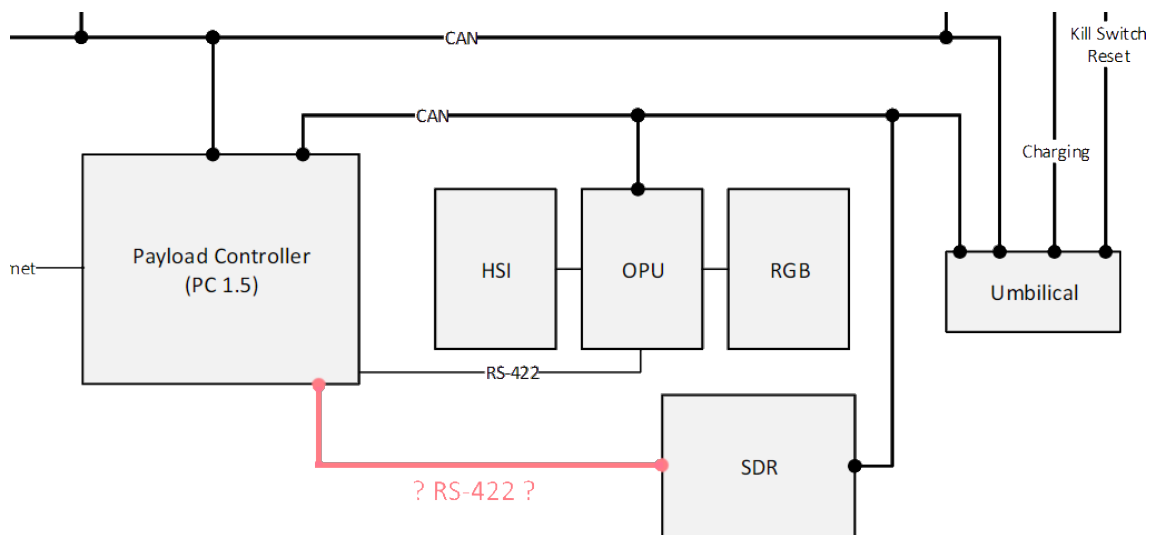 CAN
Kill Switch
Reset
CAN
Charging
Payload Controller
(PC 1.5)
HSI
OPU
RGB
met
Umbilical
RS-422
SDR
? RS-422 ?